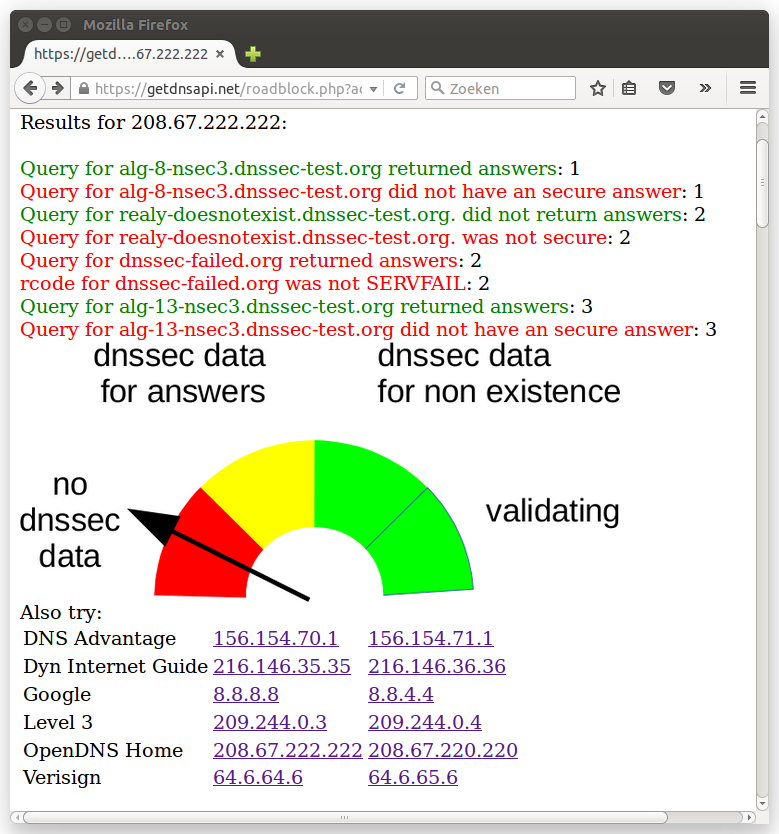 Mozilla Firefox
https://getd....67.222.222
https://getdnsapi.net/roadblock.php?ac
Zoeken
Results for 208.67.222.222:
Query for alg-8-nsec3.dnssec-test.org returned answers: 1
Query for alg-8-nsec3.dnssec-test.org did not have an secure answer: 1
Query for realy-doesnotexist.dnssec-test.org. did not return answers: 2
Query for realy-doesnotexist.dnssec-test.org. was not secure: 2
Query for dnssec-failed.org returned answers: 2
rcode for dnssec-failed.org was not SERVFAIL: 2
Query for alg-13-nsec3.dnssec-test.org returned answers: 3
Query for alg-13-nsec3.dnssec-test.org did not have an secure answer: 3
dnssec data
for answers
dnssec data
for non existence
no
dnssec
data
validating
Also try:
DNS Advantage 156.154.70.1 156.154.71.1
Dyn Internet Guide 216.146.35.35 216.146.36.36
Google 8.8.8.8 8.8.4.4
Level 3 209.244.0.3 209.244.0.4
OpenDNS Home 208.67.222.222 208.67.220.220
Verisign 64.6.64.6 64.6.65.6